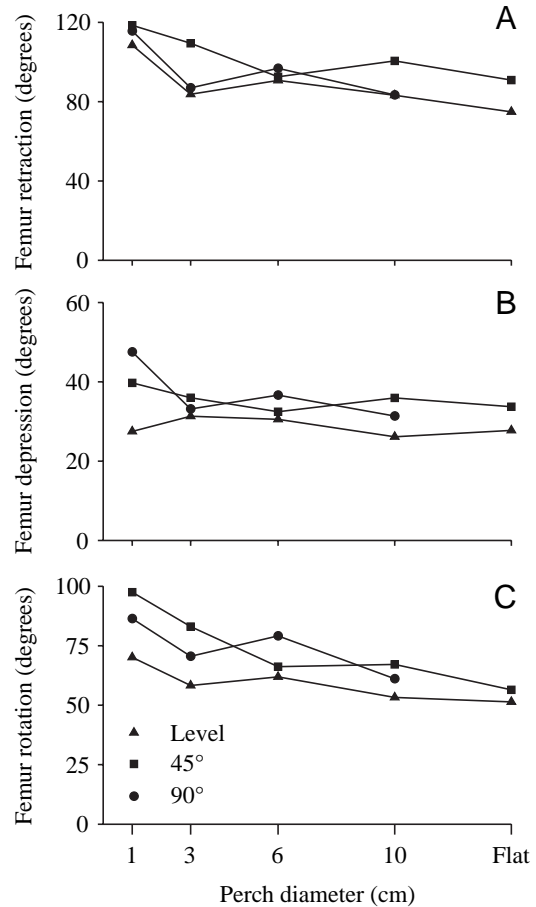 A
Femur retraction (degrees)
120
80
40
0
B
Femur depression (degrees)
60
40
20
0
C
Femur rotation (degrees)
100
75
50
25
0
Level
45°
90°
1 3 6 10 Flat
Perch diameter (cm)